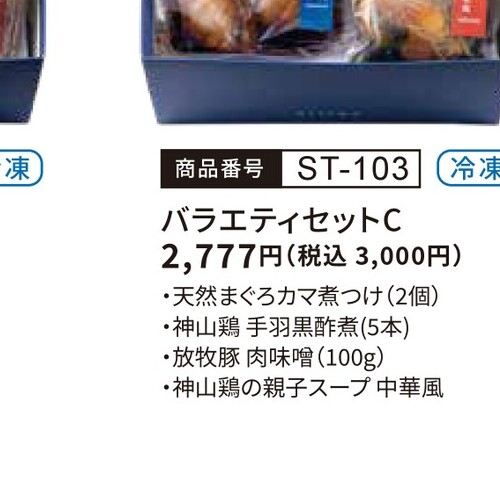 凍
商品番号 ST-103 冷凍
バラエティセットC
2,777円(税込 3,000円)
・天然まぐろカマ煮つけ(2個)
・神山鶏 手羽黒酢煮(5本)
・放牧豚 肉味噌(100g)
・神山鶏の親子スープ 中華風